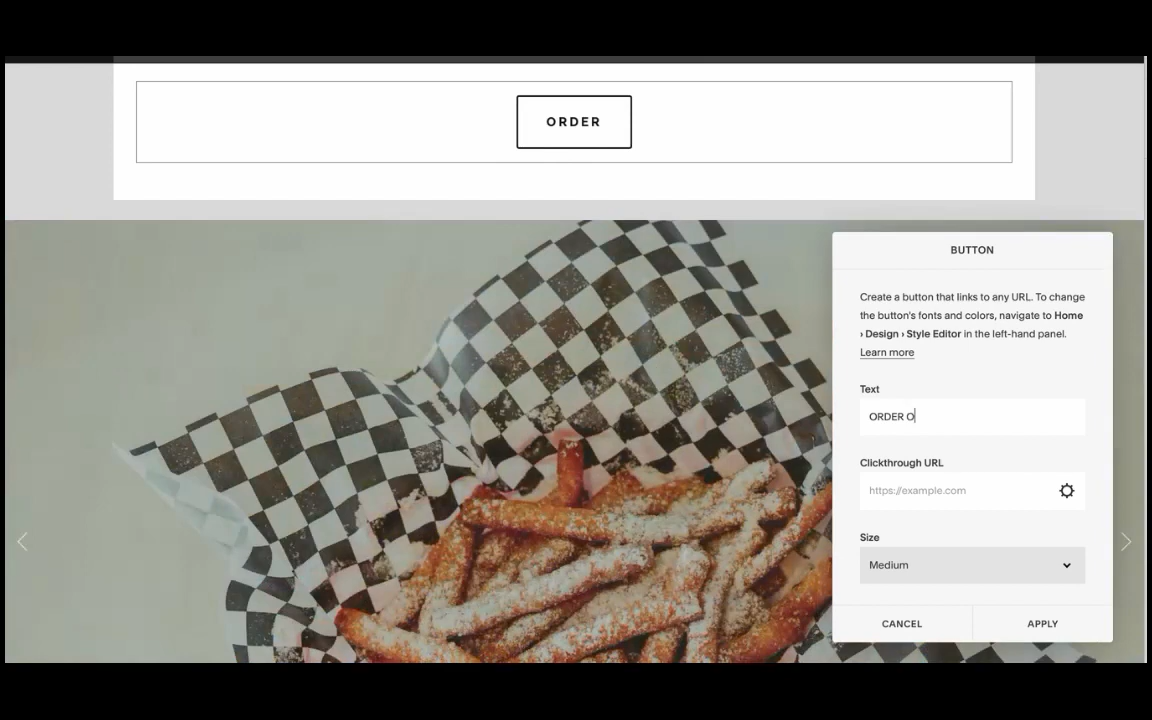 ORDER
BUTTON
Create a button that links to any URL. To change
the button's fonts and colors, navigate to Home
› Design › Style Editor in the left-hand panel.
Learn more
Text
ORDER O
Clickthrough URL
https://example.com
Size
Medium
CANCEL APPLY